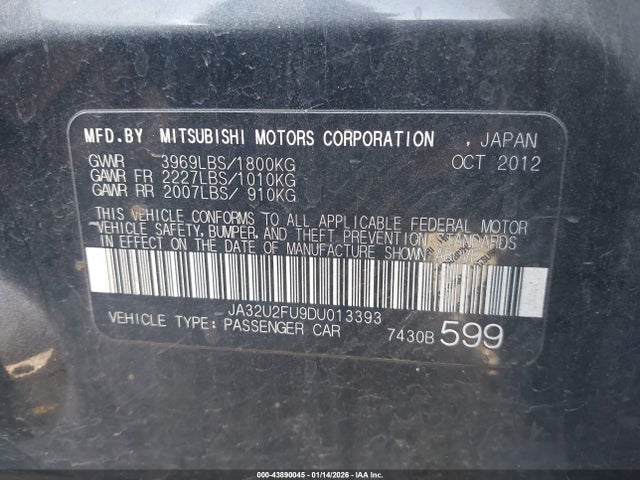 MFD.BY MITSUBISHI MOTORS CORPORATION , JAPAN
GVWR 3969LBS/1800KG OCT 2012
GAWR FR 2227LBS/1010KG
GAWR RR 2007LBS/ 910KG
THIS VEHICLE CONFORMS TO ALL APPLICABLE FEDERAL MOTOR
VEHICLE SAFETY, BUMPER, AND THEFT PREVENTION STANDARDS
IN EFFECT ON THE DATE OF MANUFACTURE SHOWN
JA32U2FU9DU013393
VEHICLE TYPE: PASSENGER CAR 7430B 599
000-43890045 - 01/14/2026 - IAA Inc.